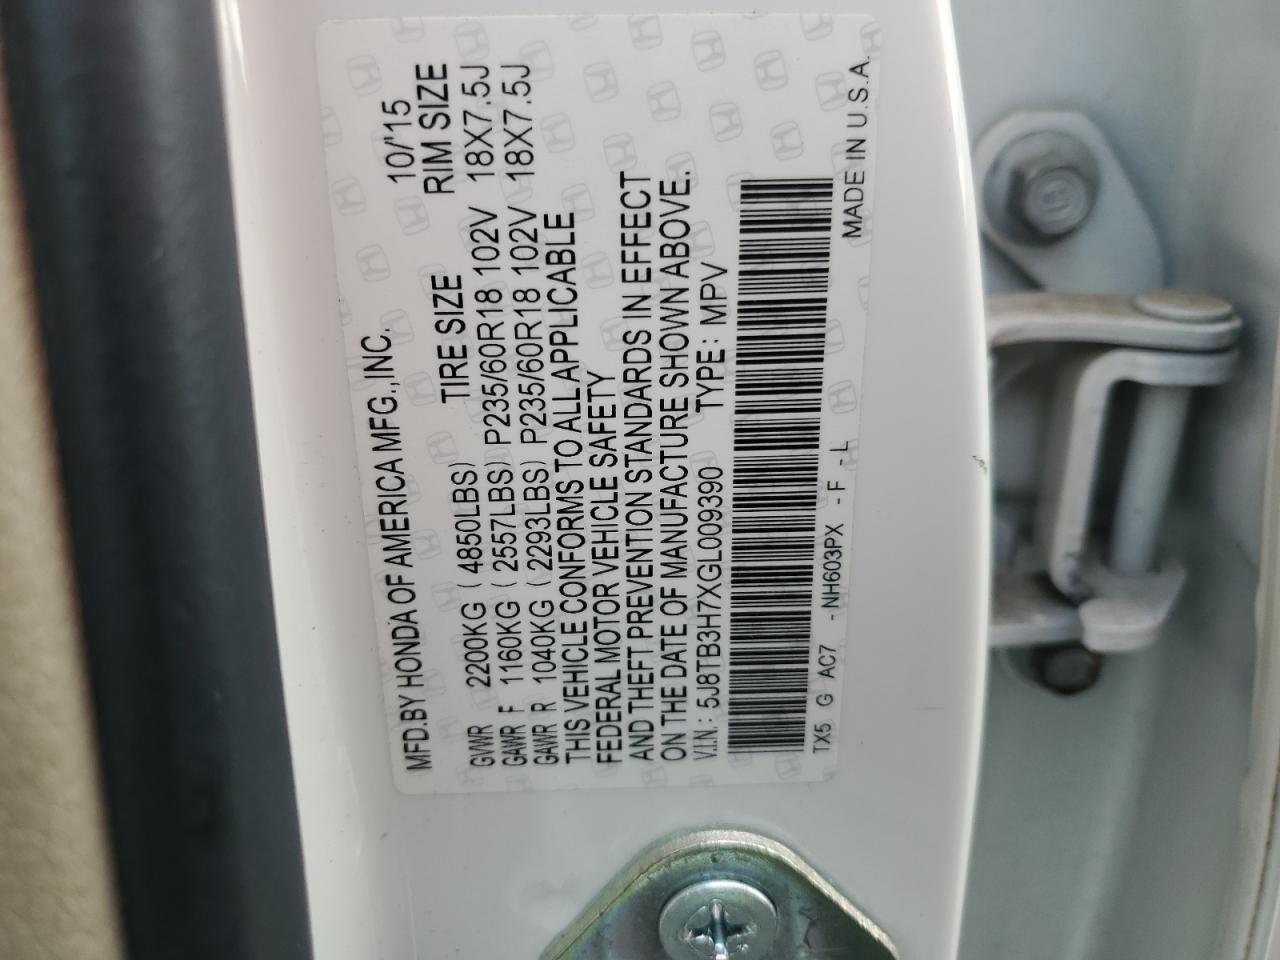 MFD.BY HONDA OF AMERICA MFG.,INC. 10/'15
TIRE SIZE RIM SIZE
GVWR 2200KG ( 4850LBS)
GAWR F 1160KG ( 2557LBS) P235/60R18 102V 18X7.5J
GAWR R 1040KG ( 2293LBS) P235/60R18 102V 18X7.5J
THIS VEHICLE CONFORMS TO ALL APPLICABLE
FEDERAL MOTOR VEHICLE SAFETY
AND THEFT PREVENTION STANDARDS IN EFFECT
ON THE DATE OF MANUFACTURE SHOWN ABOVE.
V.I.N.: 5J8TB3H7XGL009390 TYPE: MPV
TX5 G AC7 -NH603PX -F-L
MADE IN U.S.A.